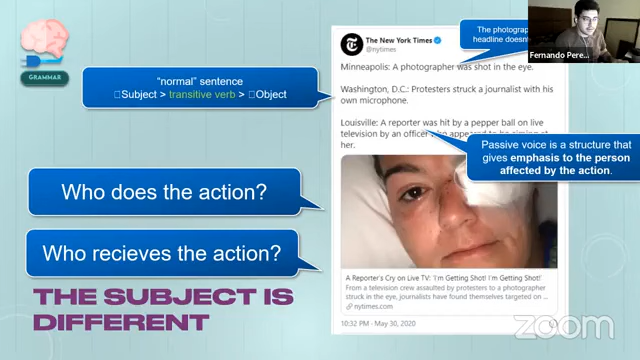 GRAMMAR
"normal" sentence
Subject > transitive verb > Object
Who does the action?
Who recieves the action?
THE SUBJECT IS
DIFFERENT
The New York Times
@nytimes
Minneapolis: A photographer was shot in the eye.
Washington, D.C.: Protesters struck a journalist with his
own microphone.
Louisville: A reporter was hit by a pepper ball on live
television by an officer who appeared to be aiming at
her.
A Reporter's Cry on Live TV: 'I'm Getting Shot! I'm Getting Shot!'
From a television crew assaulted by protesters to a photographer
struck in the eye, journalists have found themselves targeted on ...
nytimes.com
10:32 PM - May 30, 2020
The
headline
Passive voice is a structure that
gives emphasis to the person
affected by the action.
Fernando Pere...
zoom